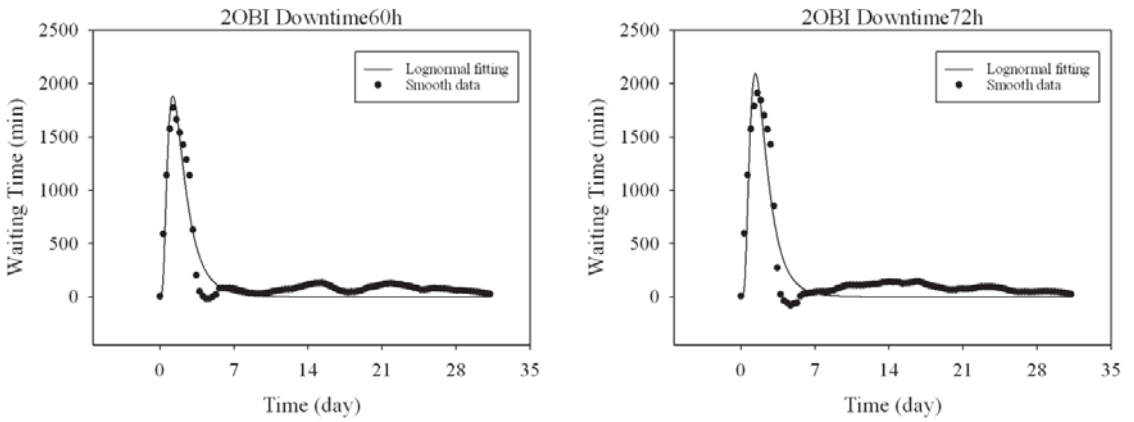 2OBI Downtime60h
2500
2000
1500
1000
500
0
Waiting Time (min)
Lognormal fitting
Smooth data
0 7 14 21 28 35
Time (day)
2OBI Downtime72h
2500
2000
1500
1000
500
0
Waiting Time (min)
Lognormal fitting
Smooth data
0 7 14 21 28 35
Time (day)